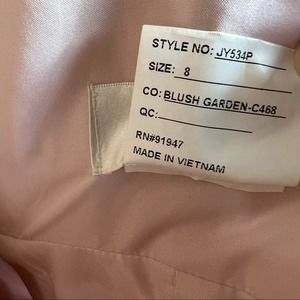 STYLE NO: JY534P
SIZE: 8
CO: BLUSH GARDEN-C468
QC:
RN#91947
MADE IN VIETNAM